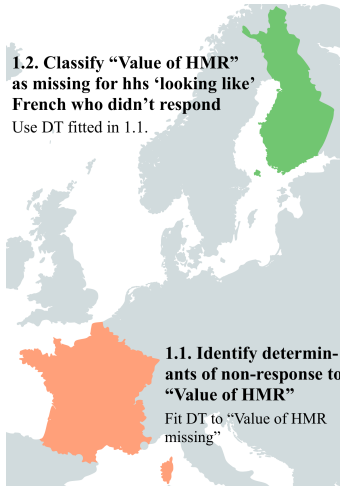 1.2. Classify “Value of HMR”
as missing for hhs ‘looking like’
French who didn’t respond
Use DT fitted in 1.1.
1.1. Identify determin-
ants of non-response to
“Value of HMR”
Fit DT to “Value of HMR
missing”